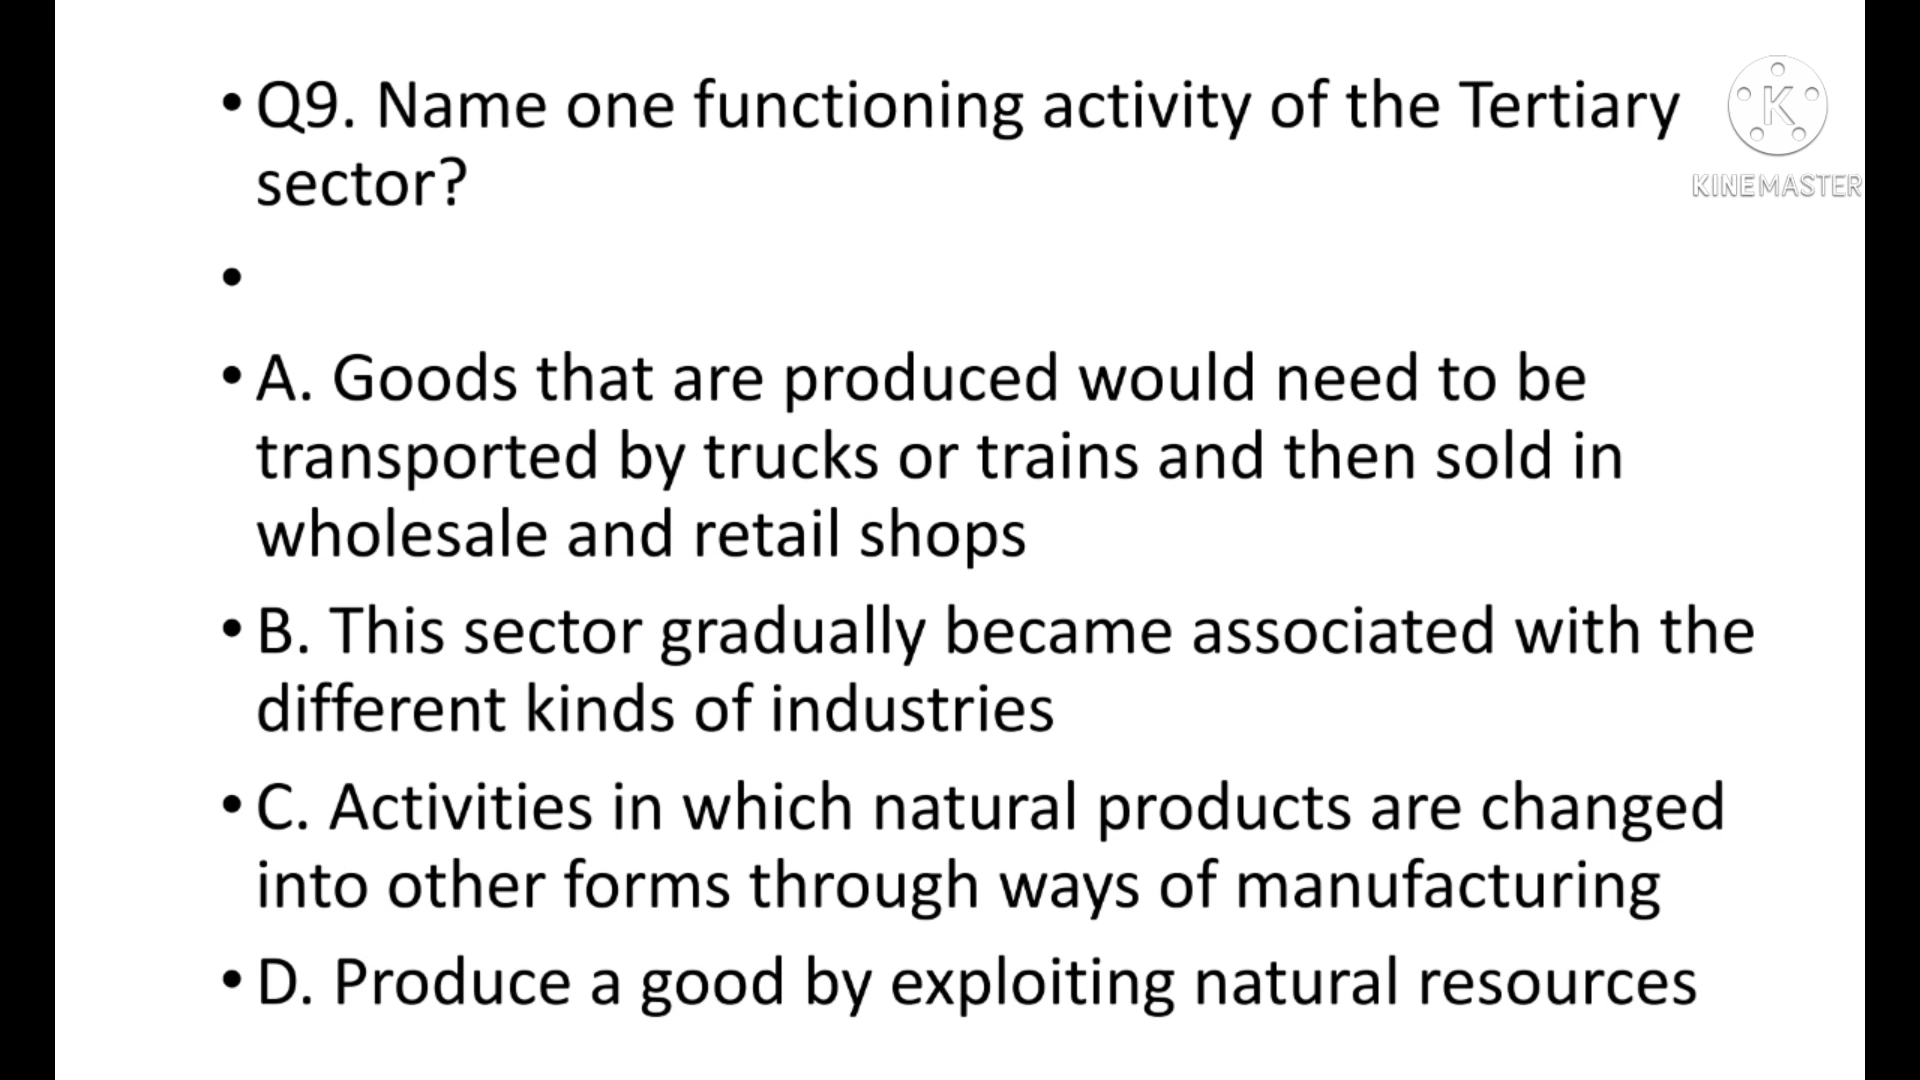 • Q9. Name one functioning activity of the Tertiary
sector?
•
• A. Goods that are produced would need to be
transported by trucks or trains and then sold in
wholesale and retail shops
• B. This sector gradually became associated with the
different kinds of industries
• C. Activities in which natural products are changed
into other forms through ways of manufacturing
• D. Produce a good by exploiting natural resources
K
KINEMASTER